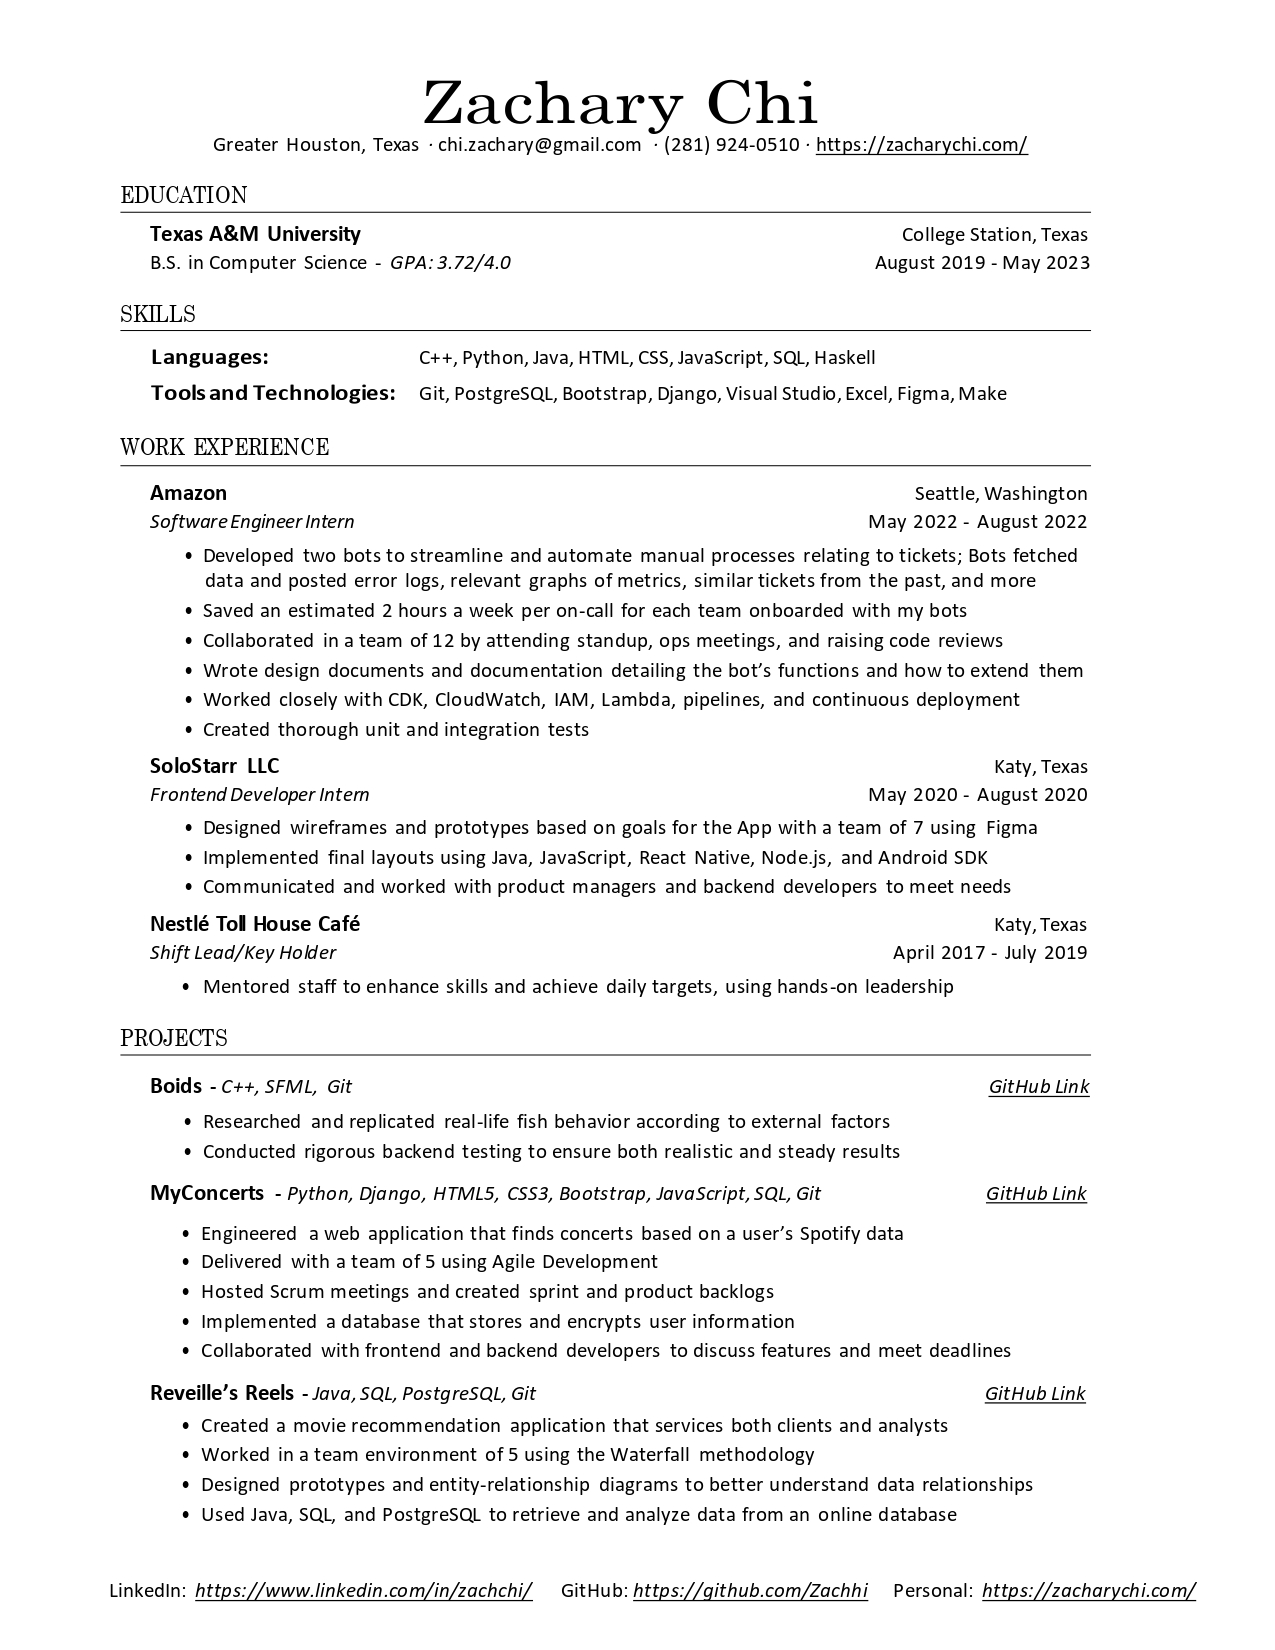 Zachary Chi
Greater Houston, Texas · chi.zachary@gmail.com · (281) 924-0510 · https://zacharychi.com/
EDUCATION
Texas A&M University College Station, Texas
B.S. in Computer Science - GPA: 3.72/4.0 August 2019 - May 2023
SKILLS
Languages: C++, Python, Java, HTML, CSS, JavaScript, SQL, Haskell
Tools and Technologies: Git, PostgreSQL, Bootstrap, Django, Visual Studio, Excel, Figma, Make
WORK EXPERIENCE
Amazon Seattle, Washington
Software Engineer Intern May 2022 - August 2022
• Developed two bots to streamline and automate manual processes relating to tickets; Bots fetched
data and posted error logs, relevant graphs of metrics, similar tickets from the past, and more
• Saved an estimated 2 hours a week per on-call for each team onboarded with my bots
• Collaborated in a team of 12 by attending standup, ops meetings, and raising code reviews
• Wrote design documents and documentation detailing the bot’s functions and how to extend them
• Worked closely with CDK, CloudWatch, IAM, Lambda, pipelines, and continuous deployment
• Created thorough unit and integration tests
SoloStarr LLC Katy, Texas
Frontend Developer Intern May 2020 - August 2020
• Designed wireframes and prototypes based on goals for the App with a team of 7 using Figma
• Implemented final layouts using Java, JavaScript, React Native, Node.js, and Android SDK
• Communicated and worked with product managers and backend developers to meet needs
Nestlé Toll House Café Katy, Texas
Shift Lead/Key Holder April 2017 - July 2019
• Mentored staff to enhance skills and achieve daily targets, using hands-on leadership
PROJECTS
Boids - C++, SFML, Git GitHub Link
• Researched and replicated real-life fish behavior according to external factors
• Conducted rigorous backend testing to ensure both realistic and steady results
MyConcerts - Python, Django, HTML5, CSS3, Bootstrap, JavaScript, SQL, Git GitHub Link
• Engineered a web application that finds concerts based on a user’s Spotify data
• Delivered with a team of 5 using Agile Development
• Hosted Scrum meetings and created sprint and product backlogs
• Implemented a database that stores and encrypts user information
• Collaborated with frontend and backend developers to discuss features and meet deadlines
Reveille’s Reels - Java, SQL, PostgreSQL, Git GitHub Link
• Created a movie recommendation application that services both clients and analysts
• Worked in a team environment of 5 using the Waterfall methodology
• Designed prototypes and entity-relationship diagrams to better understand data relationships
• Used Java, SQL, and PostgreSQL to retrieve and analyze data from an online database
LinkedIn: https://www.linkedin.com/in/zachchi/ GitHub: https://github.com/Zachhi Personal: https://zacharychi.com/